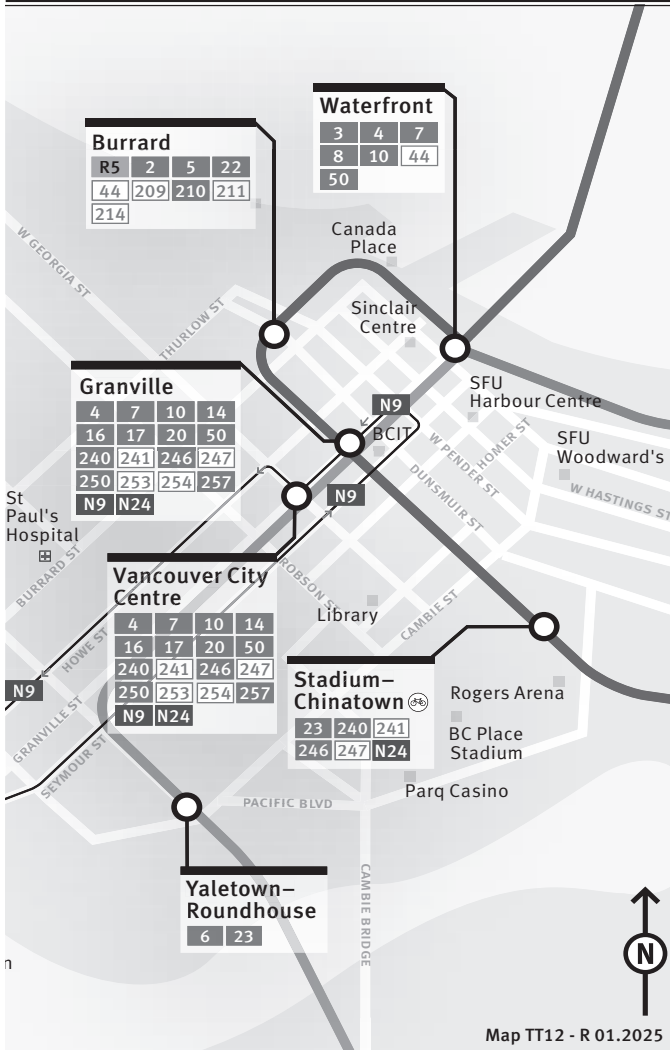 Waterfront
3 4 7
8 10 44
50
Burrard
R5 2 5 22
44 209 210 211
214
Canada
Place
W GEORGIA ST
THURLOW ST
Sinclair
Centre
Granville
4 7 10 14
16 17 20 50
240 241 246 247
250 253 254 257
N9 N24
N9
BCIT
SFU
Harbour Centre
W PENDER ST
HOMER ST
SFU
Woodward's
DUNSMUIR ST
W HASTINGS ST
N9
St
Paul's
Hospital
BURRARD ST
Vancouver City
Centre
4 7 10 14
16 17 20 50
240 241 246 247
250 253 254 257
N9 N24
ROBSON ST
Library
CAMBIE ST
HOWE ST
N9
Stadium–
Chinatown
23 240 241
246 247 N24
Rogers Arena
BC Place
Stadium
GRANVILLE ST
SEYMOUR ST
Parq Casino
PACIFIC BLVD
CAMBIE BRIDGE
Yaletown–
Roundhouse
6 23
n
N
Map TT12 - R 01.2025